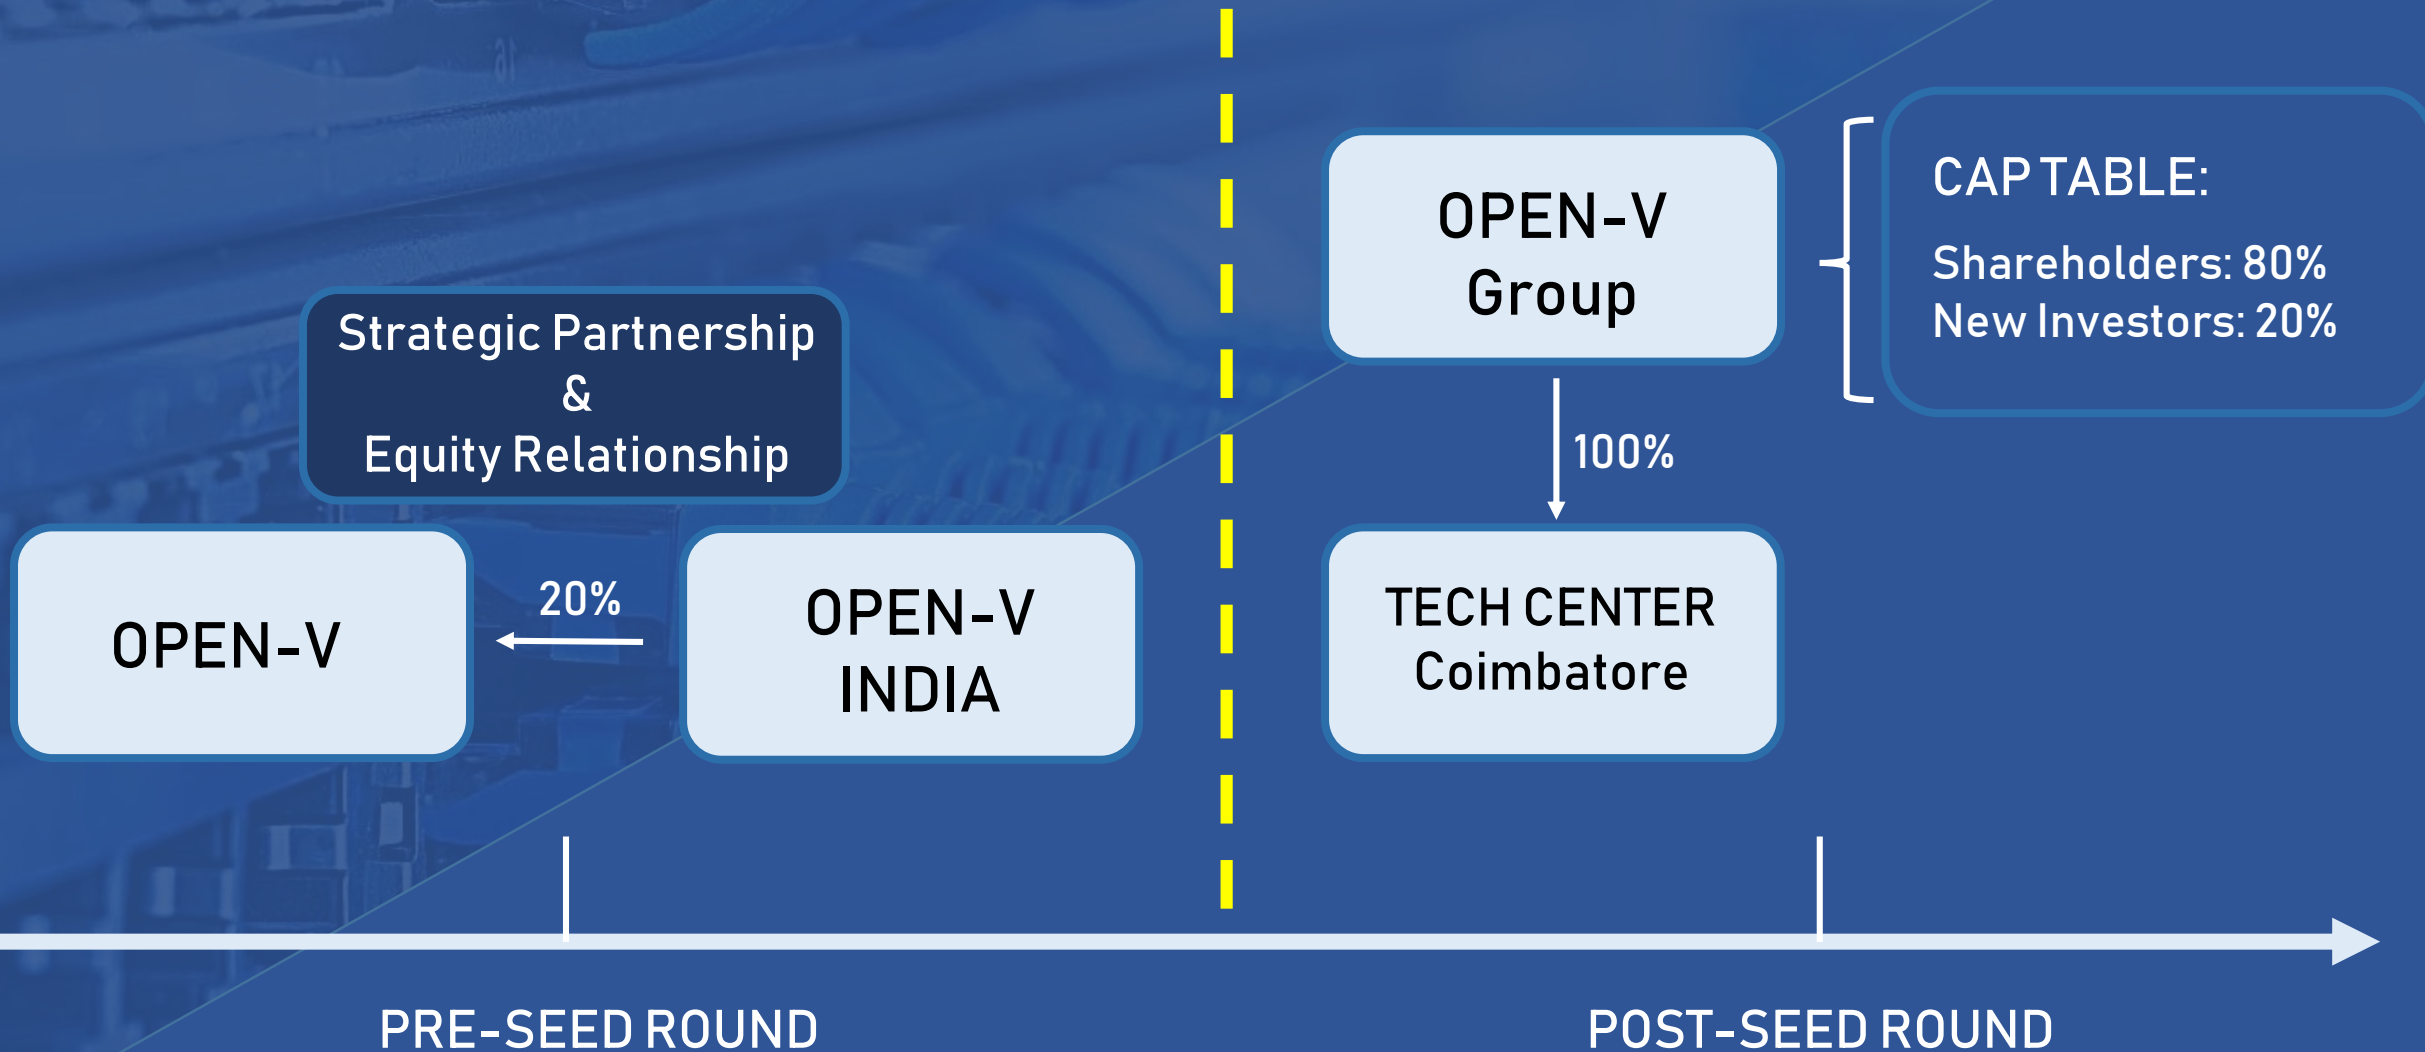 Strategic Partnership
&
Equity Relationship
OPEN-V
20%
OPEN-V
INDIA
PRE-SEED ROUND
OPEN-V
Group
CAP TABLE:
Shareholders: 80%
New Investors: 20%
100%
TECH CENTER
Coimbatore
POST-SEED ROUND